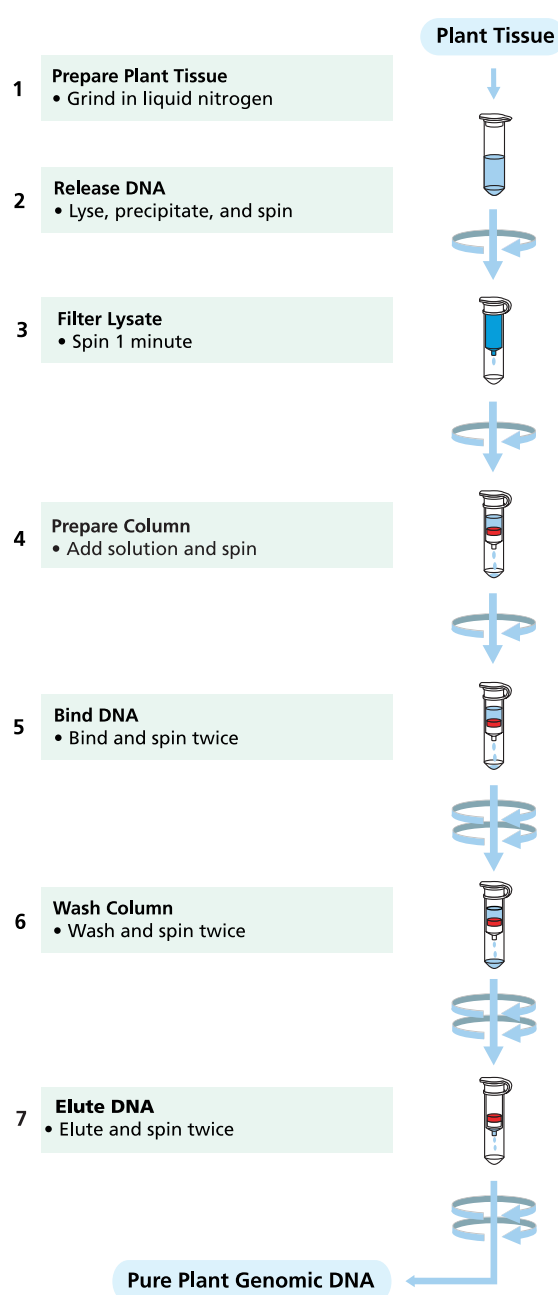 Plant Tissue
1
Prepare Plant Tissue
• Grind in liquid nitrogen
2
Release DNA
• Lyse, precipitate, and spin
3
Filter Lysate
• Spin 1 minute
4
Prepare Column
• Add solution and spin
5
Bind DNA
• Bind and spin twice
6
Wash Column
• Wash and spin twice
7
Elute DNA
• Elute and spin twice
Pure Plant Genomic DNA